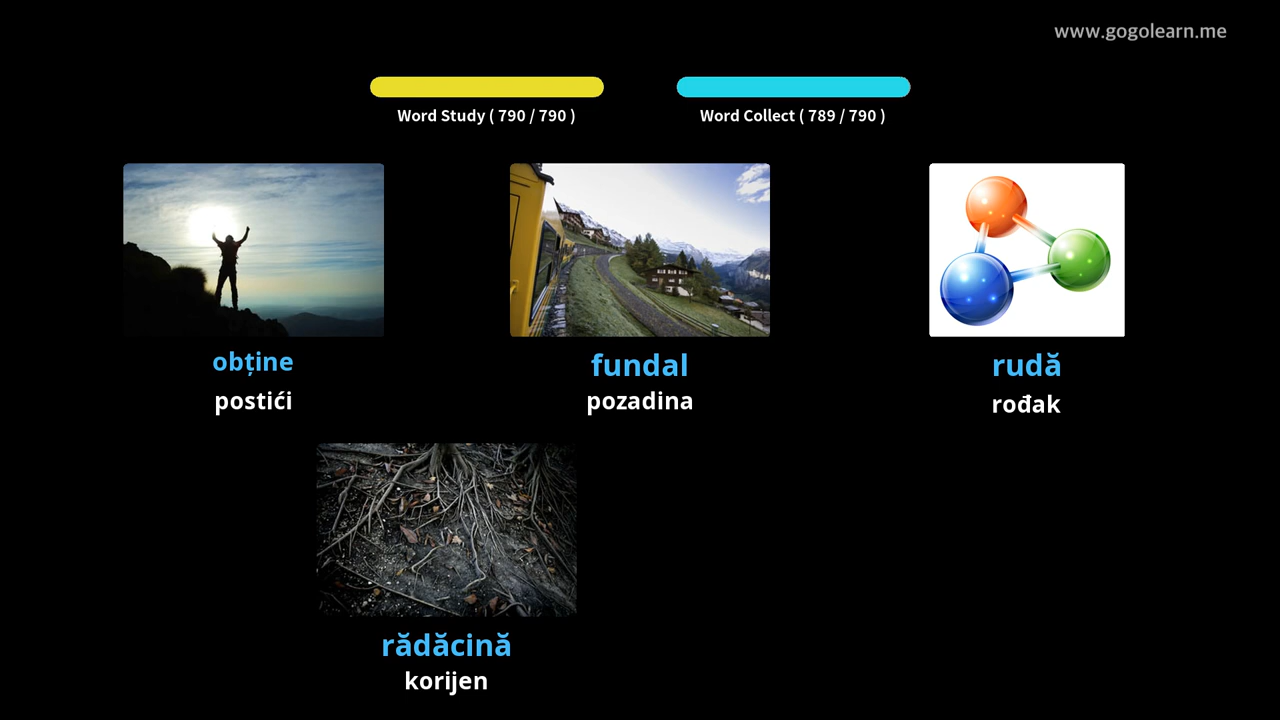 www.gogolearn.me
Word Study ( 790 / 790 )
Word Collect ( 789 / 790 )
obține
postići
fundal
pozadina
rudă
rođak
rădăcină
korijen